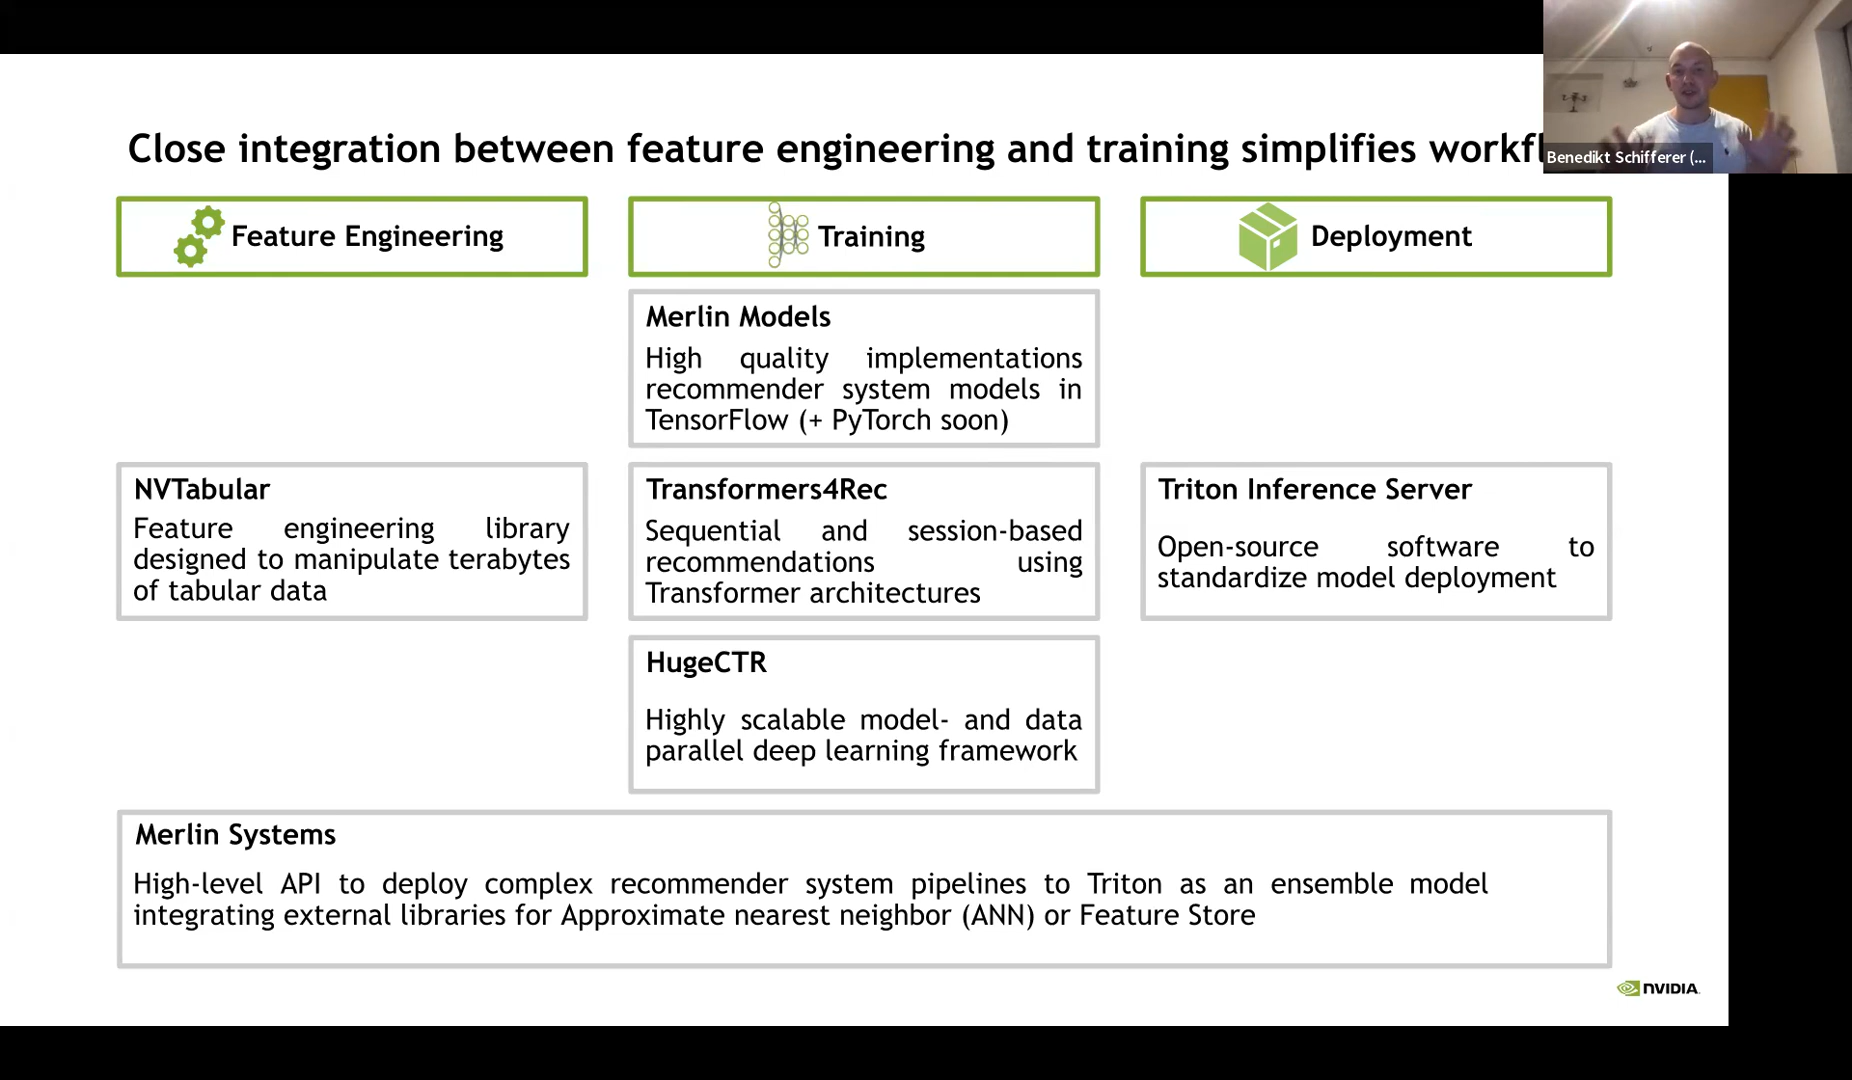 Close integration between feature engineering and training simplifies
Benedikt Schifferer (...
Feature Engineering
Training
Deployment
Merlin Models
High quality implementations
recommender system models in
TensorFlow (+ PyTorch soon)
NVTabular
Feature engineering library
designed to manipulate terabytes
of tabular data
Transformers4Rec
Sequential and session-based
recommendations using
Transformer architectures
Triton Inference Server
Open-source software to
standardize model deployment
HugeCTR
Highly scalable model- and data
parallel deep learning framework
Merlin Systems
High-level API to deploy complex recommender system pipelines to Triton as an ensemble model
integrating external libraries for Approximate nearest neighbor (ANN) or Feature Store
NVIDIA